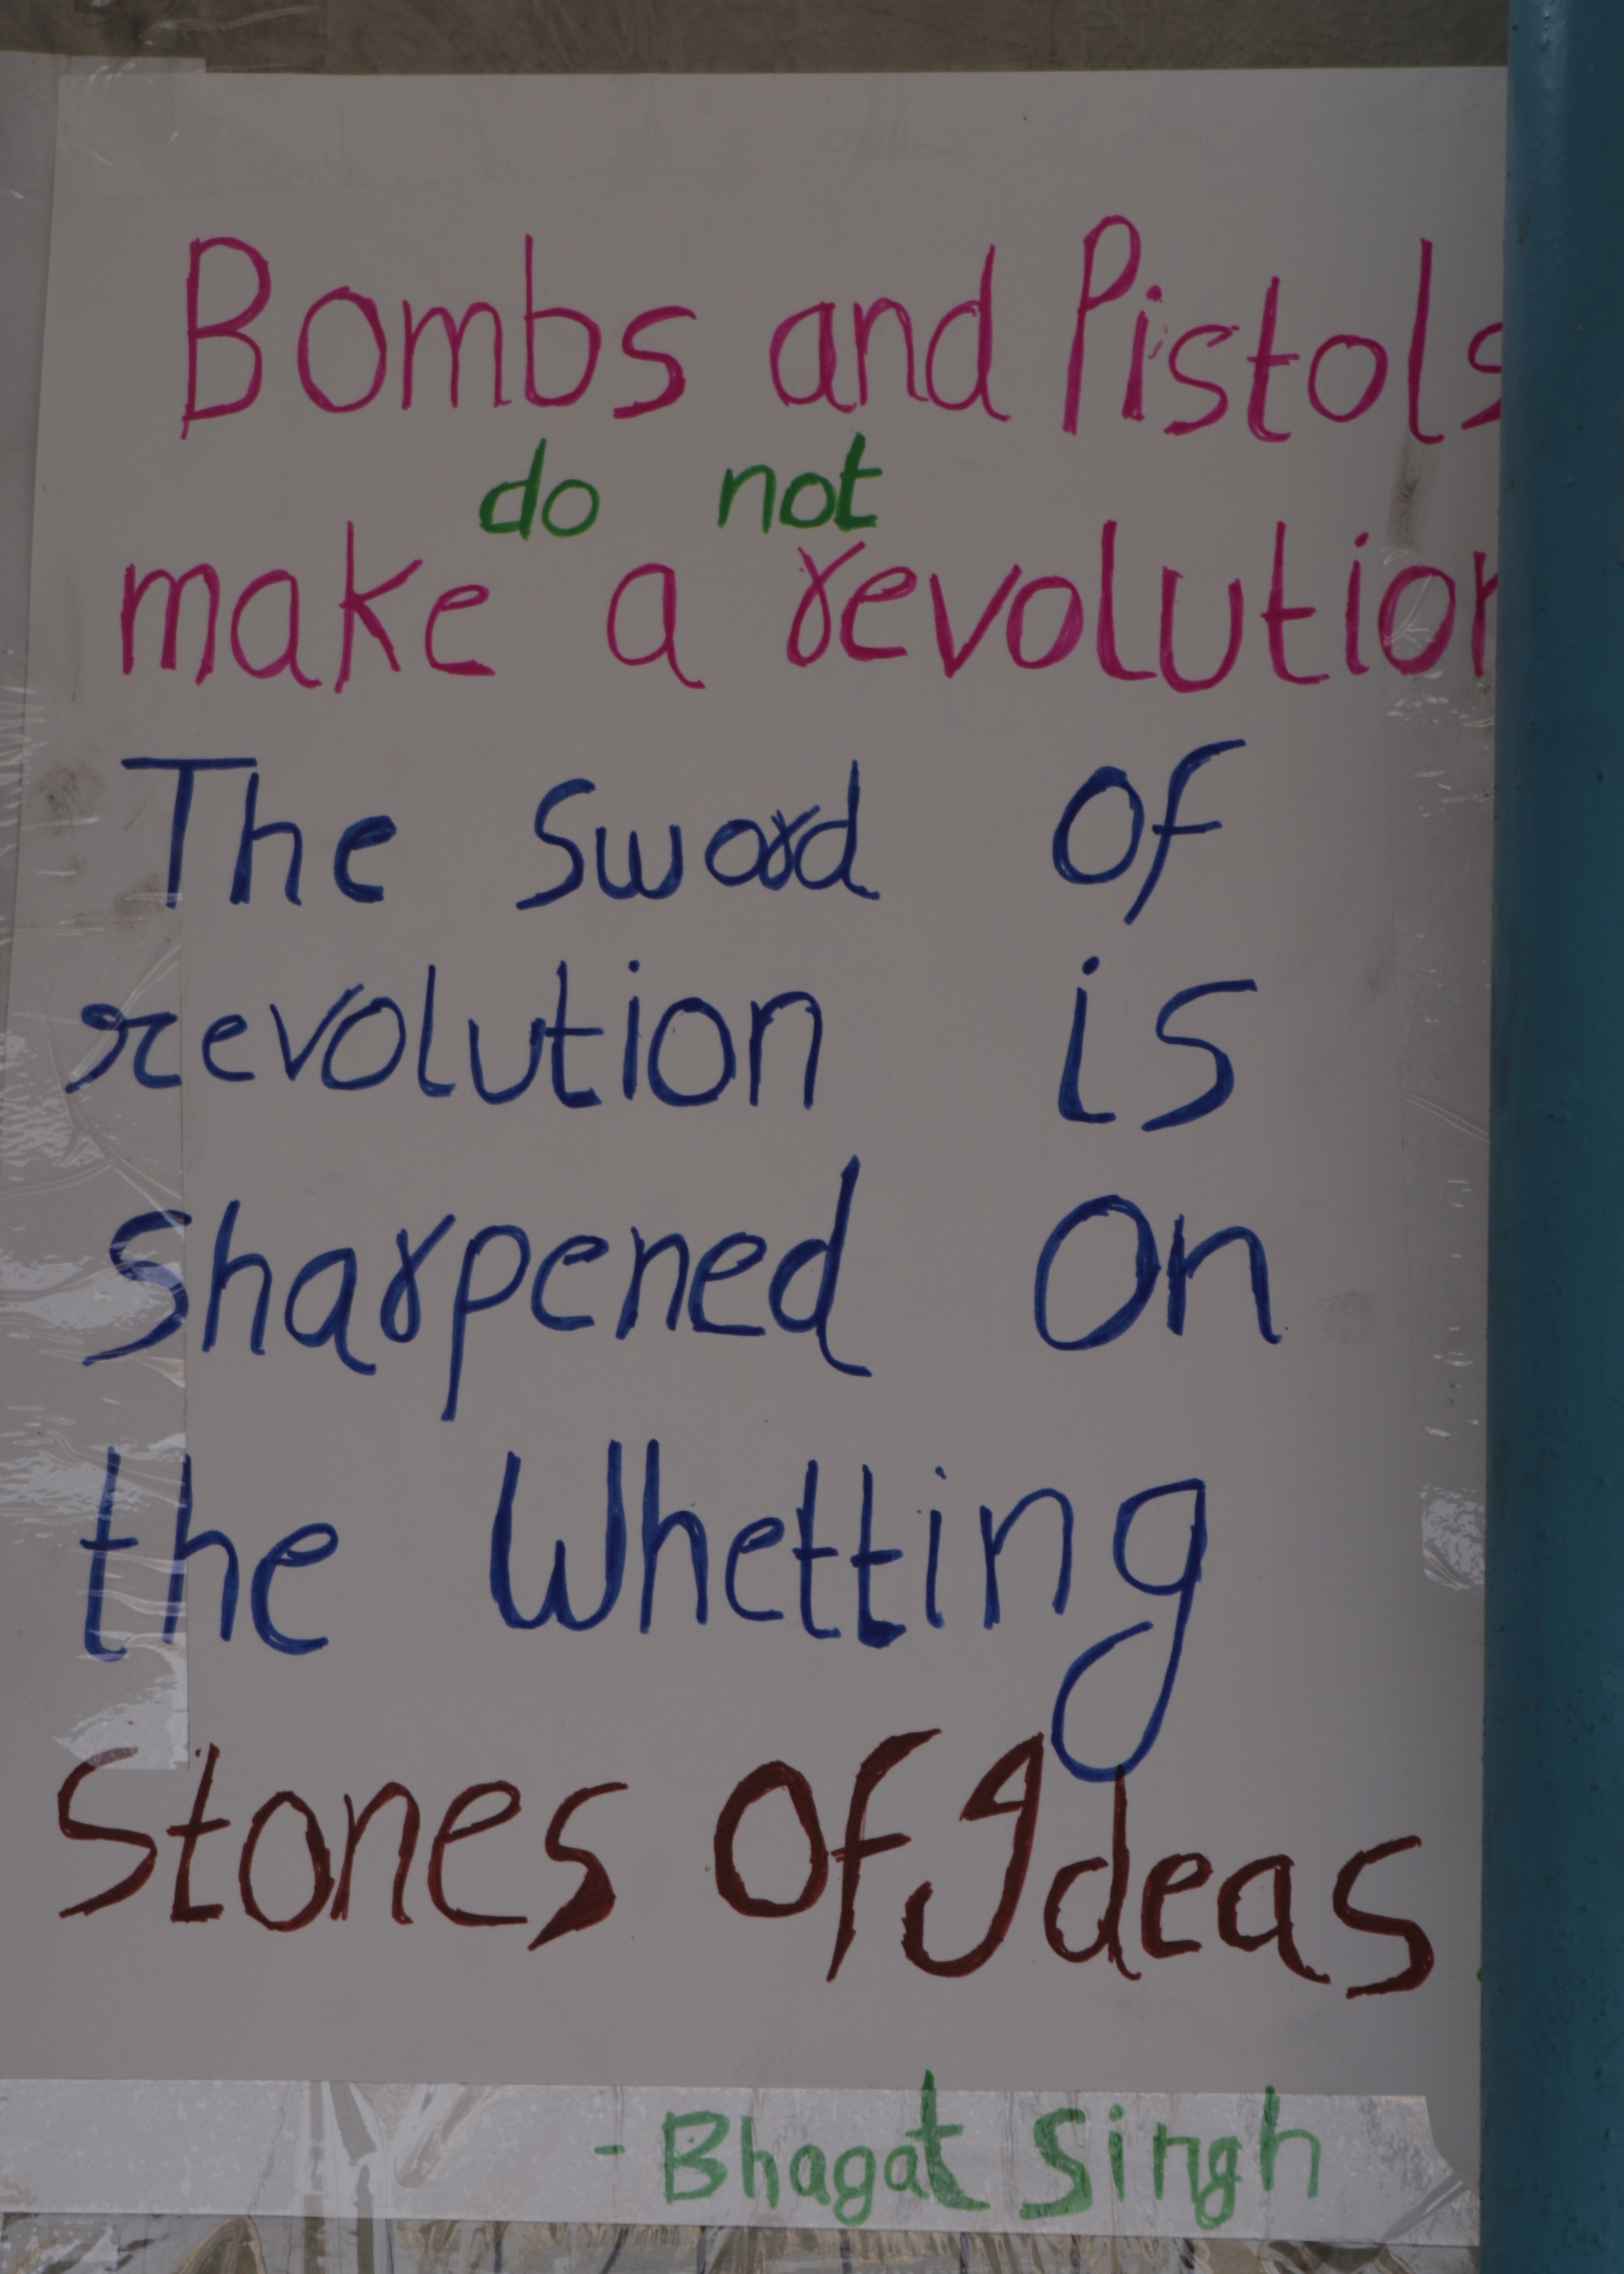 Bombs and Pistols
do not
make a revolution
The Sword Of
revolution is
Sharpened On
the Whetting
Stones Of Ideas
- Bhagat Singh